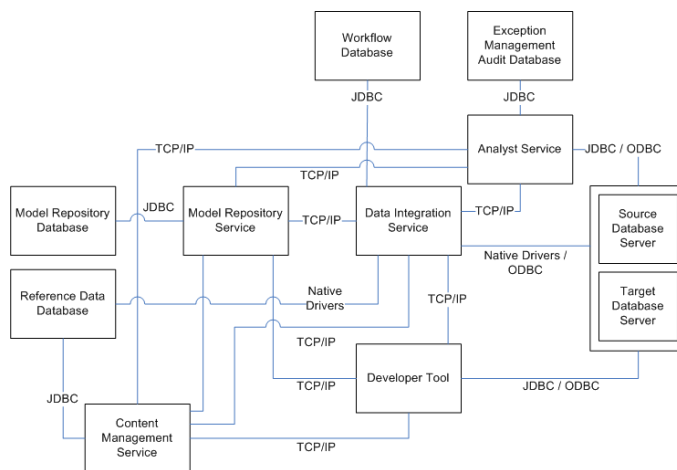 Workflow
Database
Exception
Management
Audit Database
JDBC
JDBC
TCP/IP
Analyst Service
JDBC / ODBC
TCP/IP
Model Repository
Database
JDBC
Model Repository
Service
TCP/IP
Data Integration
Service
TCP/IP
Source
Database
Server
Native Drivers /
ODBC
Reference Data
Database
Native
Drivers
TCP/IP
Target
Database
Server
TCP/IP
JDBC
TCP/IP
Developer Tool
JDBC / ODBC
Content
Management
Service
TCP/IP